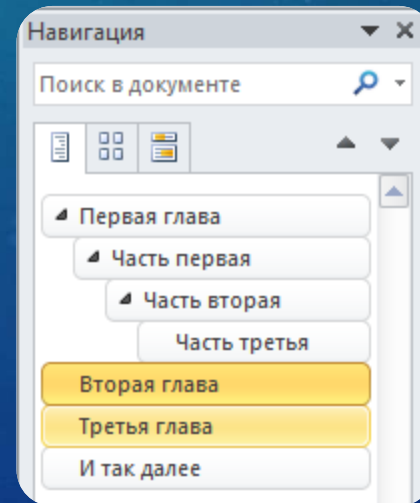 Навигация
Поиск в документе
Первая глава
Часть первая
Часть вторая
Часть третья
Вторая глава
Третья глава
И так далее